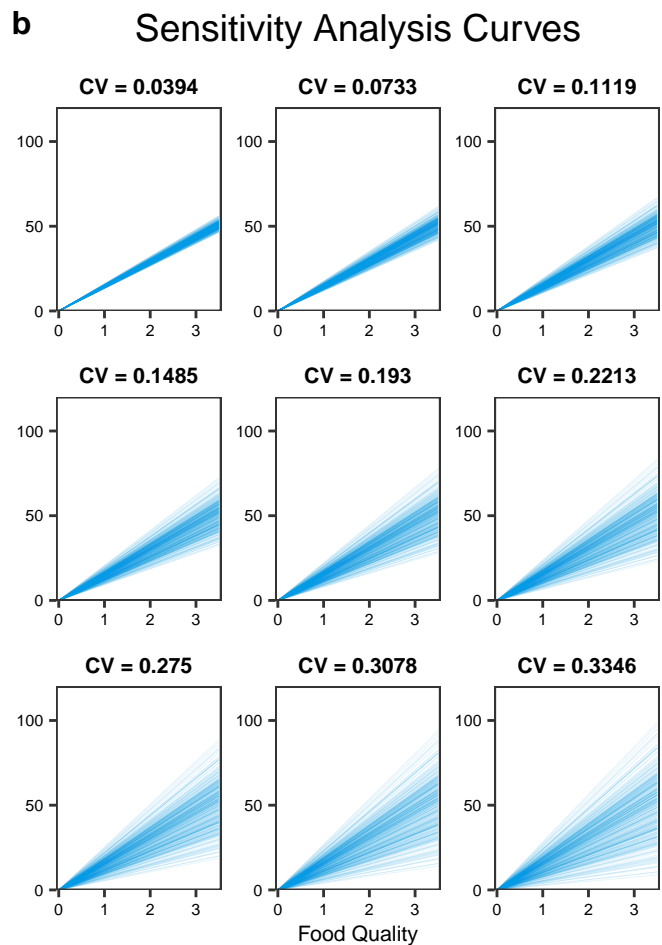 b Sensitivity Analysis Curves
CV = 0.0394 CV = 0.0733 CV = 0.1119
100 100 100
50 50 50
0 0 0
0 1 2 3 0 1 2 3 0 1 2 3
CV = 0.1485 CV = 0.193 CV = 0.2213
100 100 100
50 50 50
0 0 0
0 1 2 3 0 1 2 3 0 1 2 3
CV = 0.275 CV = 0.3078 CV = 0.3346
100 100 100
50 50 50
0 0 0
0 1 2 3 0 1 2 3 0 1 2 3
Food Quality